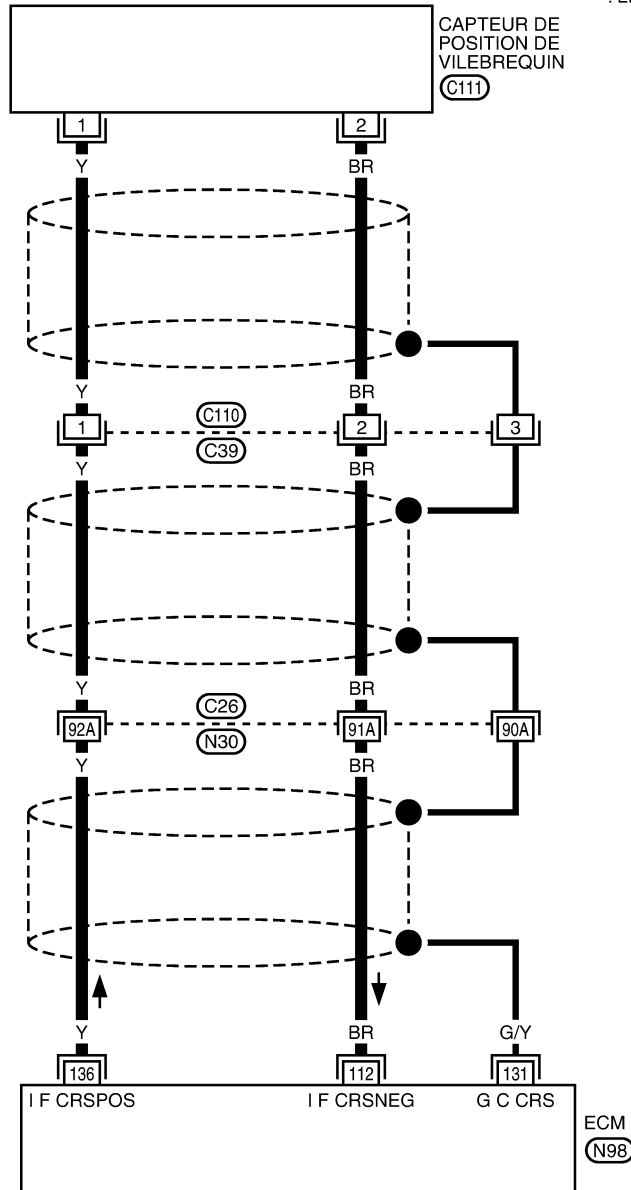 CAPTEUR DE
POSITION DE
VILEBREQUIN
C111
1 2
Y BR
Y BR
C110
1 2 3
C39
Y BR
Y BR
C26
92A 91A 90A
N30
Y BR
Y BR G/Y
136 112 131
I F CRSPOS I F CRSNEG G C CRS
ECM
N98